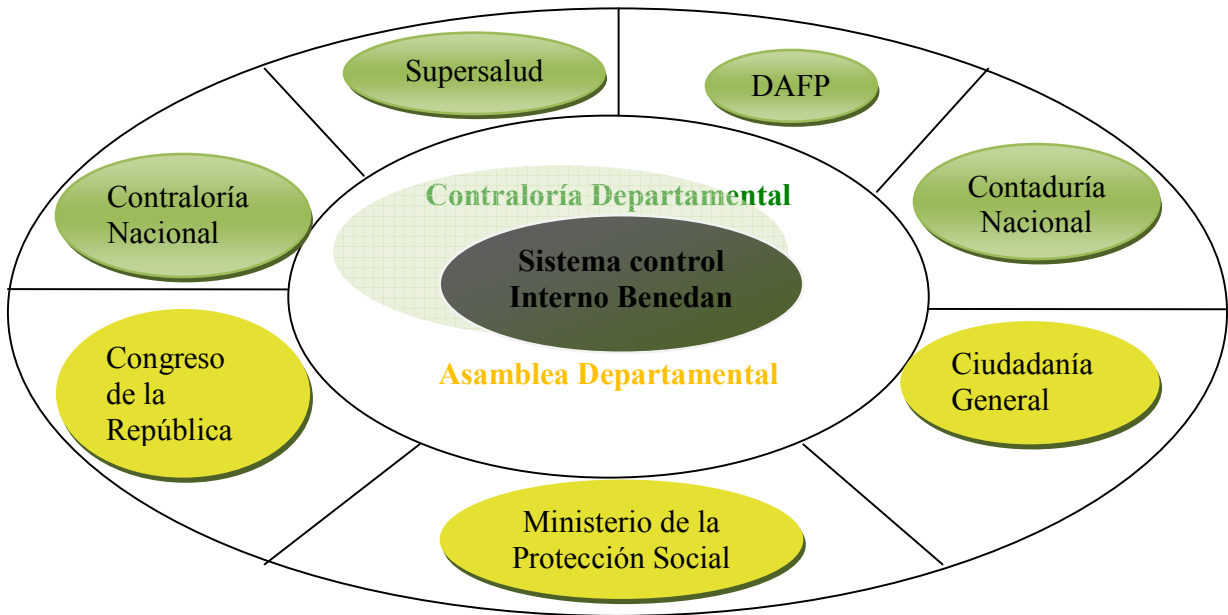 Supersalud
DAFP
Contraloría
Nacional
Contaduría
Nacional
Contraloría Departamental
Sistema control
Interno Benedan
Asamblea Departamental
Congreso
de la
República
Ciudadanía
General
Ministerio de la
Protección Social